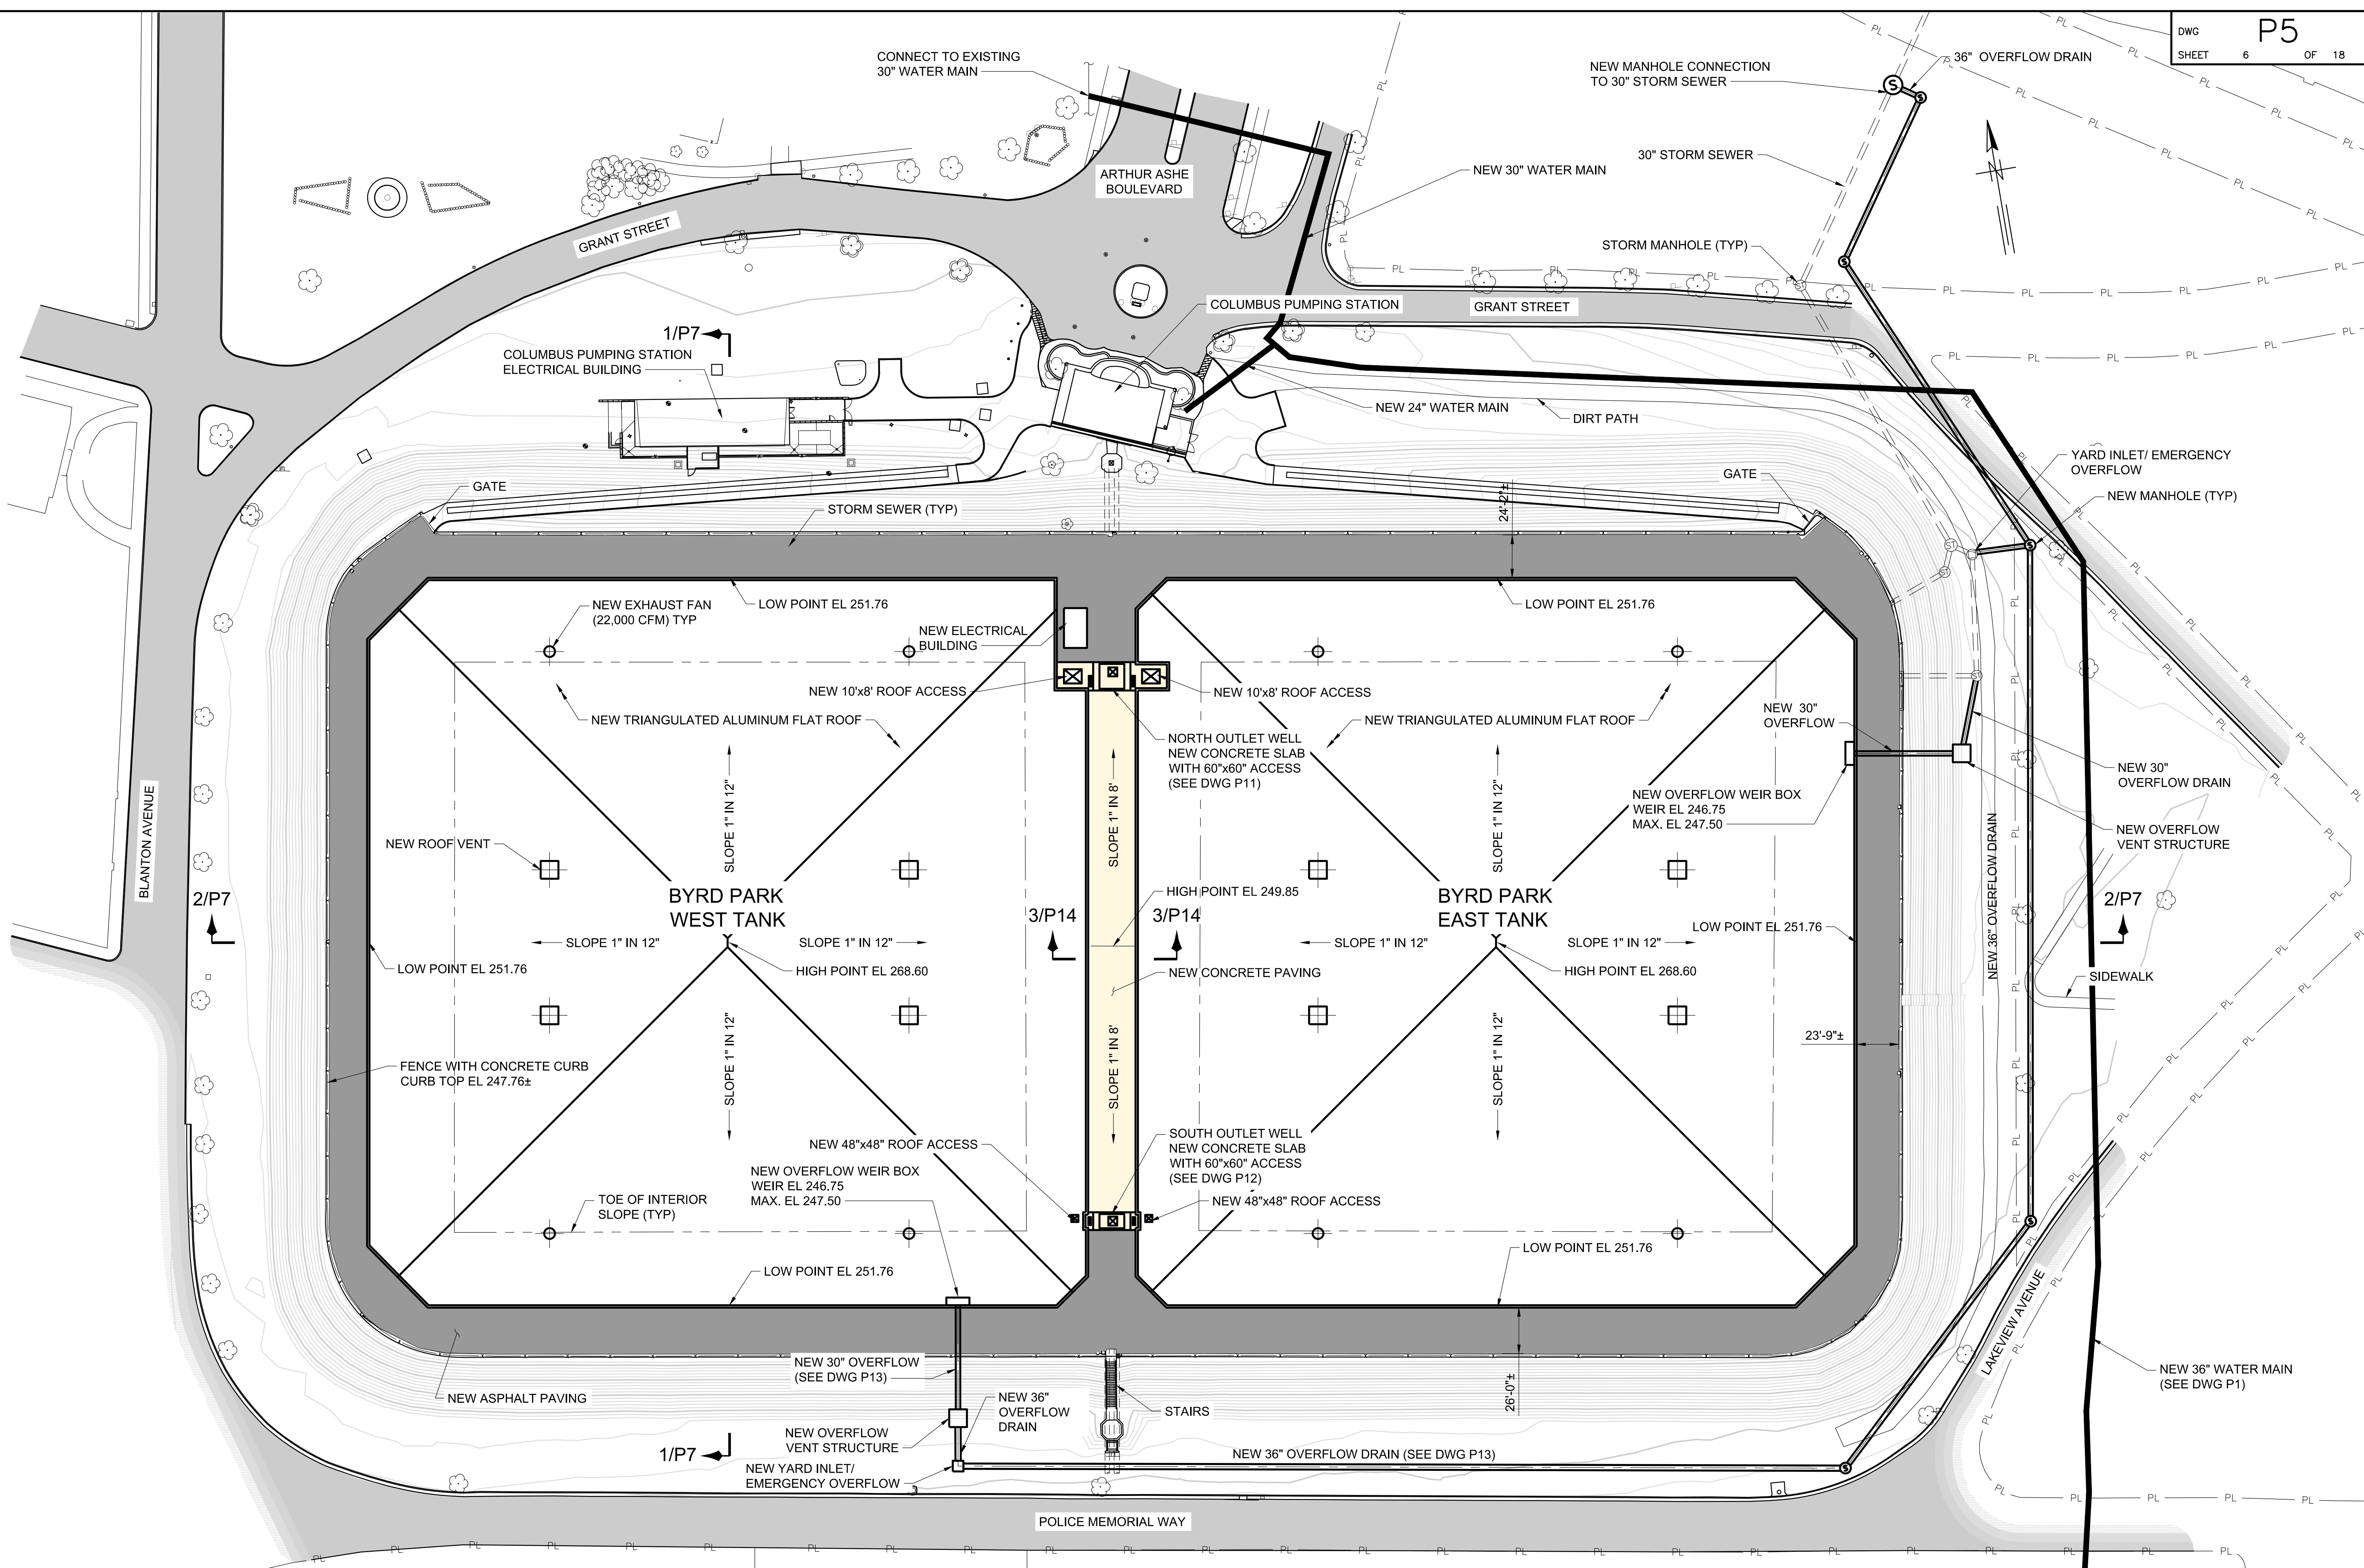 DWG P5
SHEET 6 OF 18
CONNECT TO EXISTING
30" WATER MAIN
NEW MANHOLE CONNECTION
TO 30" STORM SEWER
36" OVERFLOW DRAIN
30" STORM SEWER
NEW 30" WATER MAIN
ARTHUR ASHE
BOULEVARD
GRANT STREET
STORM MANHOLE (TYP)
COLUMBUS PUMPING STATION
GRANT STREET
1/P7
COLUMBUS PUMPING STATION
ELECTRICAL BUILDING
NEW 24" WATER MAIN
DIRT PATH
YARD INLET/ EMERGENCY
OVERFLOW
NEW MANHOLE (TYP)
GATE
GATE
STORM SEWER (TYP)
24'-2"±
LOW POINT EL 251.76
LOW POINT EL 251.76
NEW EXHAUST FAN
(22,000 CFM) TYP
NEW ELECTRICAL
BUILDING
NEW 10'x8' ROOF ACCESS
NEW 10'x8' ROOF ACCESS
NEW TRIANGULATED ALUMINUM FLAT ROOF
NEW TRIANGULATED ALUMINUM FLAT ROOF
NORTH OUTLET WELL
NEW CONCRETE SLAB
WITH 60"x60" ACCESS
(SEE DWG P11)
NEW 30"
OVERFLOW
NEW 30"
OVERFLOW DRAIN
NEW OVERFLOW WEIR BOX
WEIR EL 246.75
MAX. EL 247.50
NEW OVERFLOW
VENT STRUCTURE
SLOPE 1" IN 12"
SLOPE 1" IN 8'
SLOPE 1" IN 12"
NEW ROOF VENT
BLANTON AVENUE
BYRD PARK
WEST TANK
BYRD PARK
EAST TANK
HIGH POINT EL 249.85
2/P7
3/P14
3/P14
2/P7
NEW 36" OVERFLOW DRAIN
LOW POINT EL 251.76
SLOPE 1" IN 12"
SLOPE 1" IN 12"
SLOPE 1" IN 12"
SLOPE 1" IN 12"
LOW POINT EL 251.76
HIGH POINT EL 268.60
NEW CONCRETE PAVING
HIGH POINT EL 268.60
SIDEWALK
23'-9"±
FENCE WITH CONCRETE CURB
CURB TOP EL 247.76±
SLOPE 1" IN 12"
SLOPE 1" IN 8'
SLOPE 1" IN 12"
NEW 48"x48" ROOF ACCESS
SOUTH OUTLET WELL
NEW CONCRETE SLAB
WITH 60"x60" ACCESS
(SEE DWG P12)
NEW OVERFLOW WEIR BOX
WEIR EL 246.75
MAX. EL 247.50
NEW 48"x48" ROOF ACCESS
TOE OF INTERIOR
SLOPE (TYP)
LOW POINT EL 251.76
LOW POINT EL 251.76
LAKEVIEW AVENUE
NEW 30" OVERFLOW
(SEE DWG P13)
NEW 36" WATER MAIN
(SEE DWG P1)
NEW ASPHALT PAVING
NEW 36"
OVERFLOW
DRAIN
STAIRS
26'-0"±
NEW OVERFLOW
VENT STRUCTURE
1/P7
NEW 36" OVERFLOW DRAIN (SEE DWG P13)
NEW YARD INLET/
EMERGENCY OVERFLOW
POLICE MEMORIAL WAY